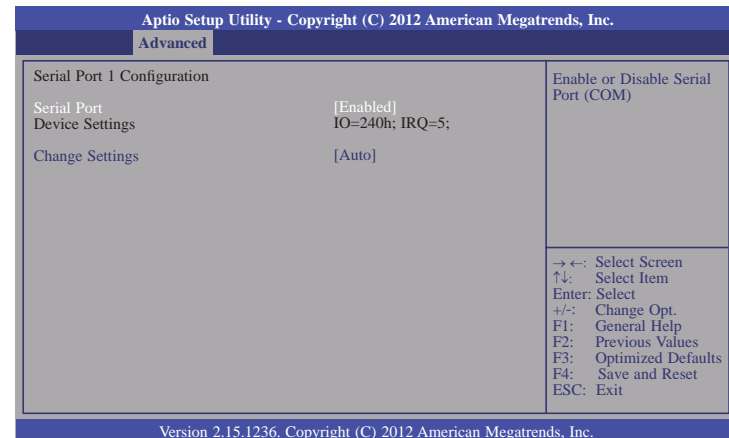 Aptio Setup Utility - Copyright (C) 2012 American Megatrends, Inc.
Advanced
Serial Port 1 Configuration
Serial Port [Enabled]
Device Settings IO=240h; IRQ=5;
Change Settings [Auto]
Enable or Disable Serial
Port (COM)
→←: Select Screen
↑↓: Select Item
Enter: Select
+/-: Change Opt.
F1: General Help
F2: Previous Values
F3: Optimized Defaults
F4: Save and Reset
ESC: Exit
Version 2.15.1236. Copyright (C) 2012 American Megatrends, Inc.